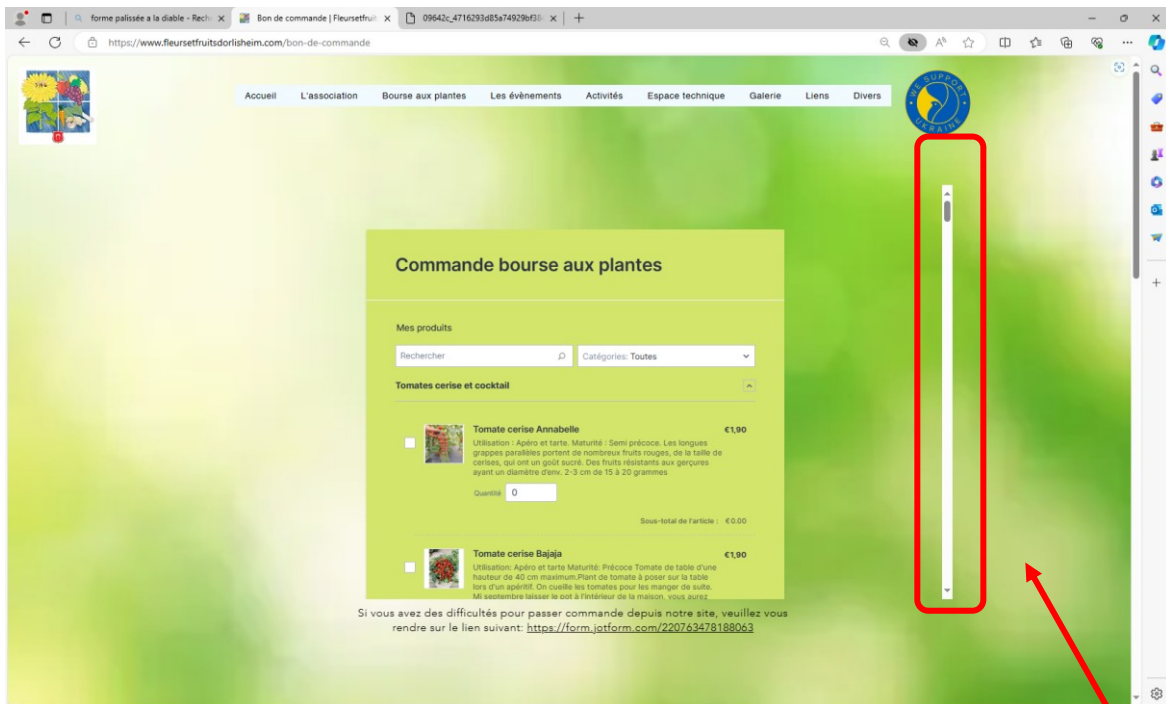 forme palissée a la diable - Rech
Bon de commande | Fleursetfruit
09642c_4716293d85a74929bf38
https://www.fleursetfruitsdorlisheim.com/bon-de-commande
Accueil L'association Bourse aux plantes Les évènements Activités Espace technique Galerie Liens Divers
WE SUPPORT
UKRAINE
Commande bourse aux plantes
Mes produits
Rechercher
Catégories: Toutes
Tomates cerise et cocktail
Tomate cerise Annabelle €1,90
Utilisation : Apéro et tarte. Maturité : Semi précoce. Les longues
grappes parallèles portent de nombreux fruits rouges, de la taille de
cerises, qui ont un goût sucré. Des fruits résistants aux gerçures
ayant un diamètre d'env. 2-3 cm de 15 à 20 grammes
Quantité 0
Sous-total de l'article : €0.00
Tomate cerise Bajaja €1,90
Utilisation: Apéro et tarte Maturité: Précoce Tomate de table d'une
hauteur de 40 cm maximum.Plant de tomate à poser sur la table
lors d'un apéritif. On cueille les tomates pour les manger de suite.
Mi septembre laisser le pot à l'intérieur de la maison, vous aurez
Si vous avez des difficultés pour passer commande depuis notre site, veuillez vous
rendre sur le lien suivant: https://form.jotform.com/220763478188063